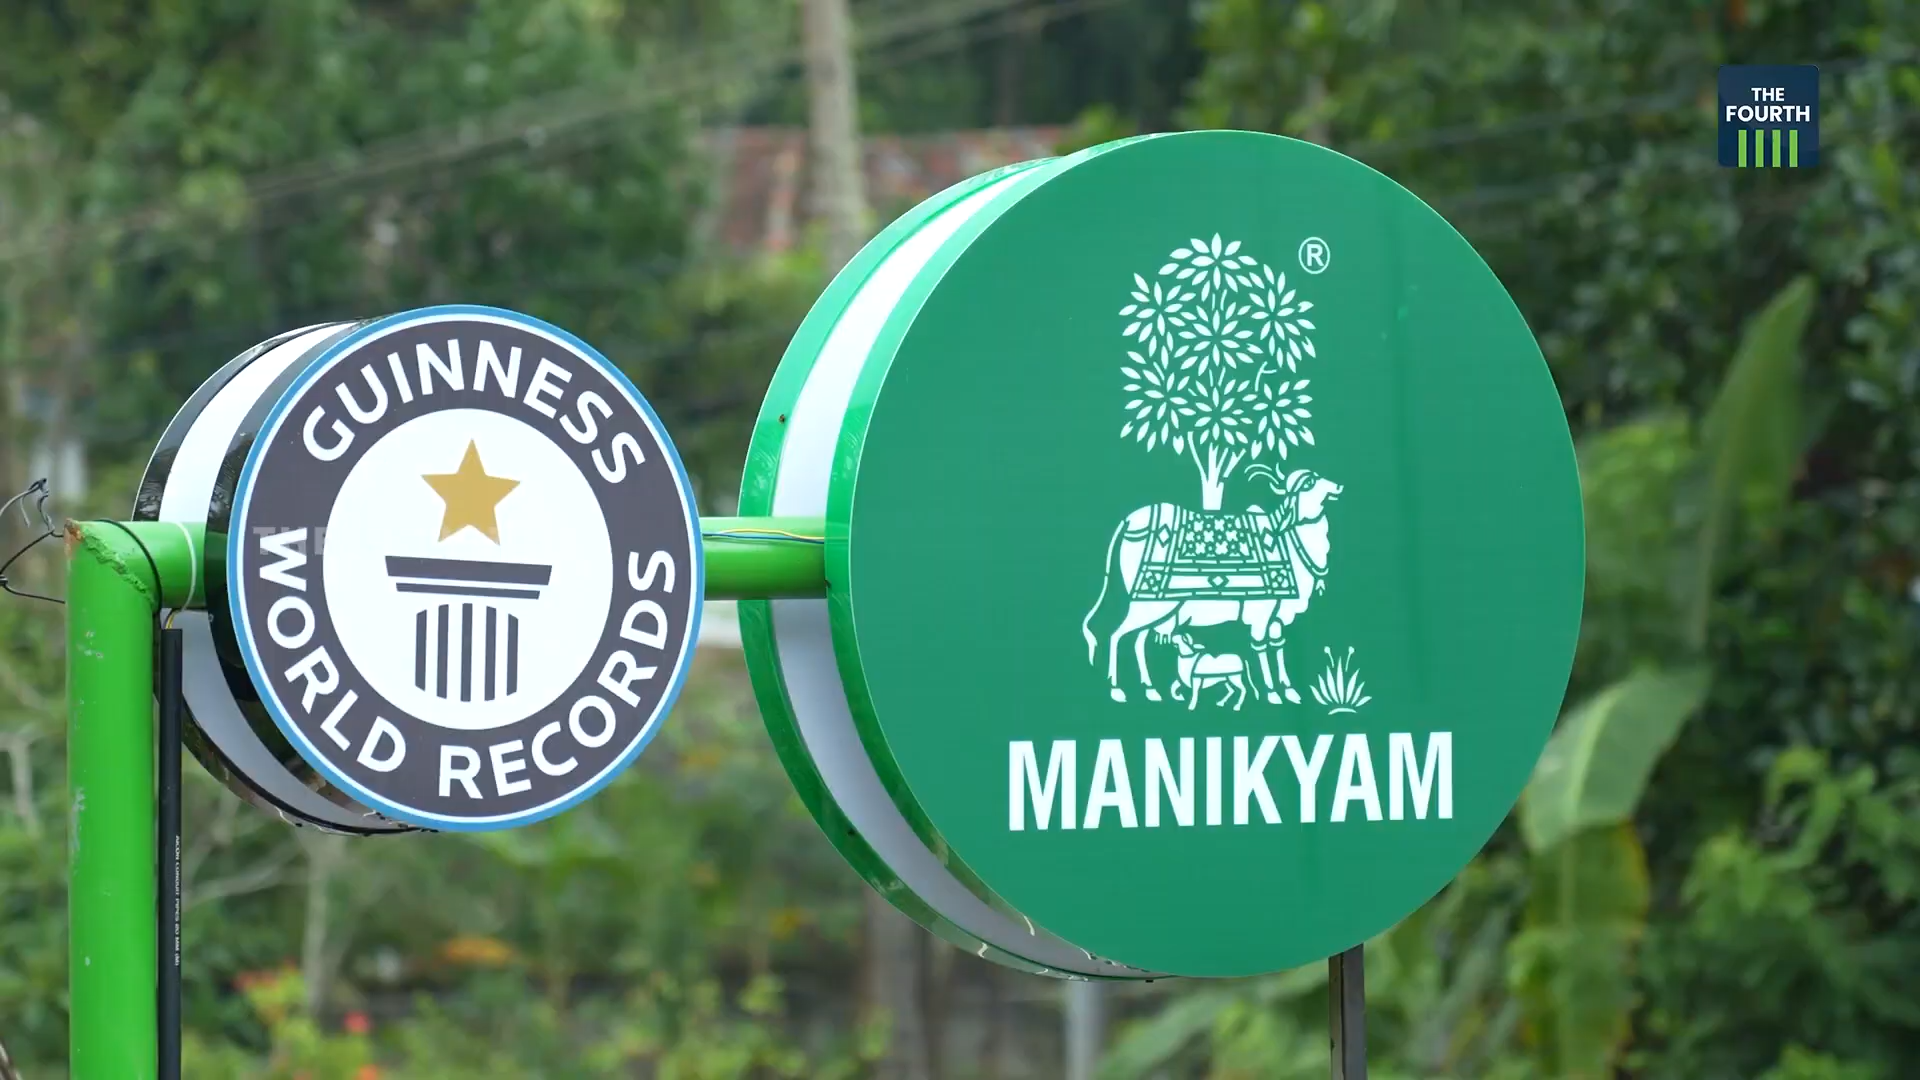 THE
FOURTH
GUINNESS
WORLD RECORDS
®
MANIKYAM